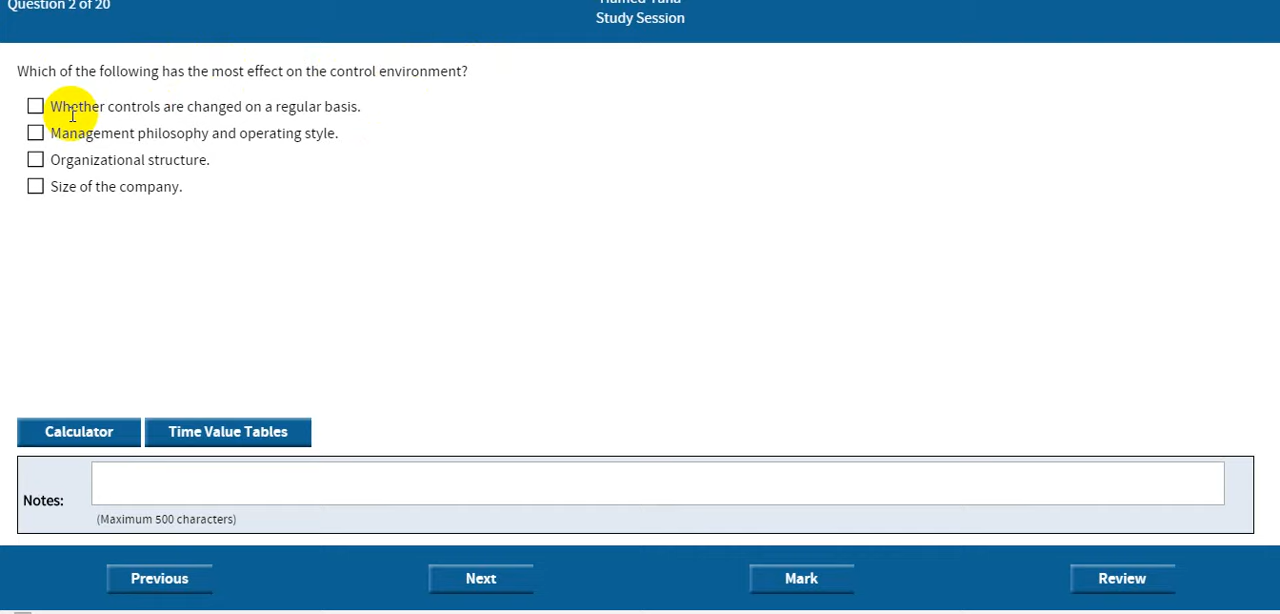 Question 2 of 20
Study Session
Which of the following has the most effect on the control environment?
Whether controls are changed on a regular basis.
Management philosophy and operating style.
Organizational structure.
Size of the company.
Calculator
Time Value Tables
Notes:
(Maximum 500 characters)
Previous
Next
Mark
Review